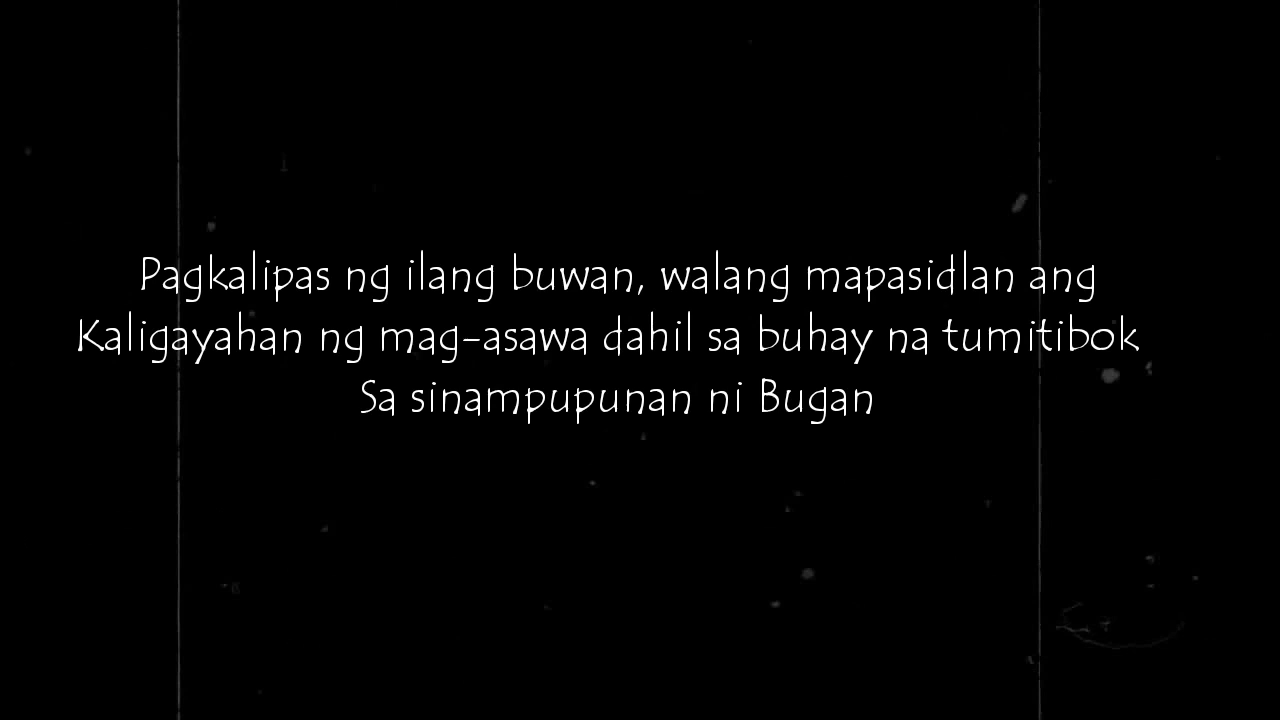 Pagkalipas ng ilang buwan, walang mapasidlan ang
Kaligayahan ng mag-asawa dahil sa buhay na tumitibok
Sa sinampupunan ni Bugan